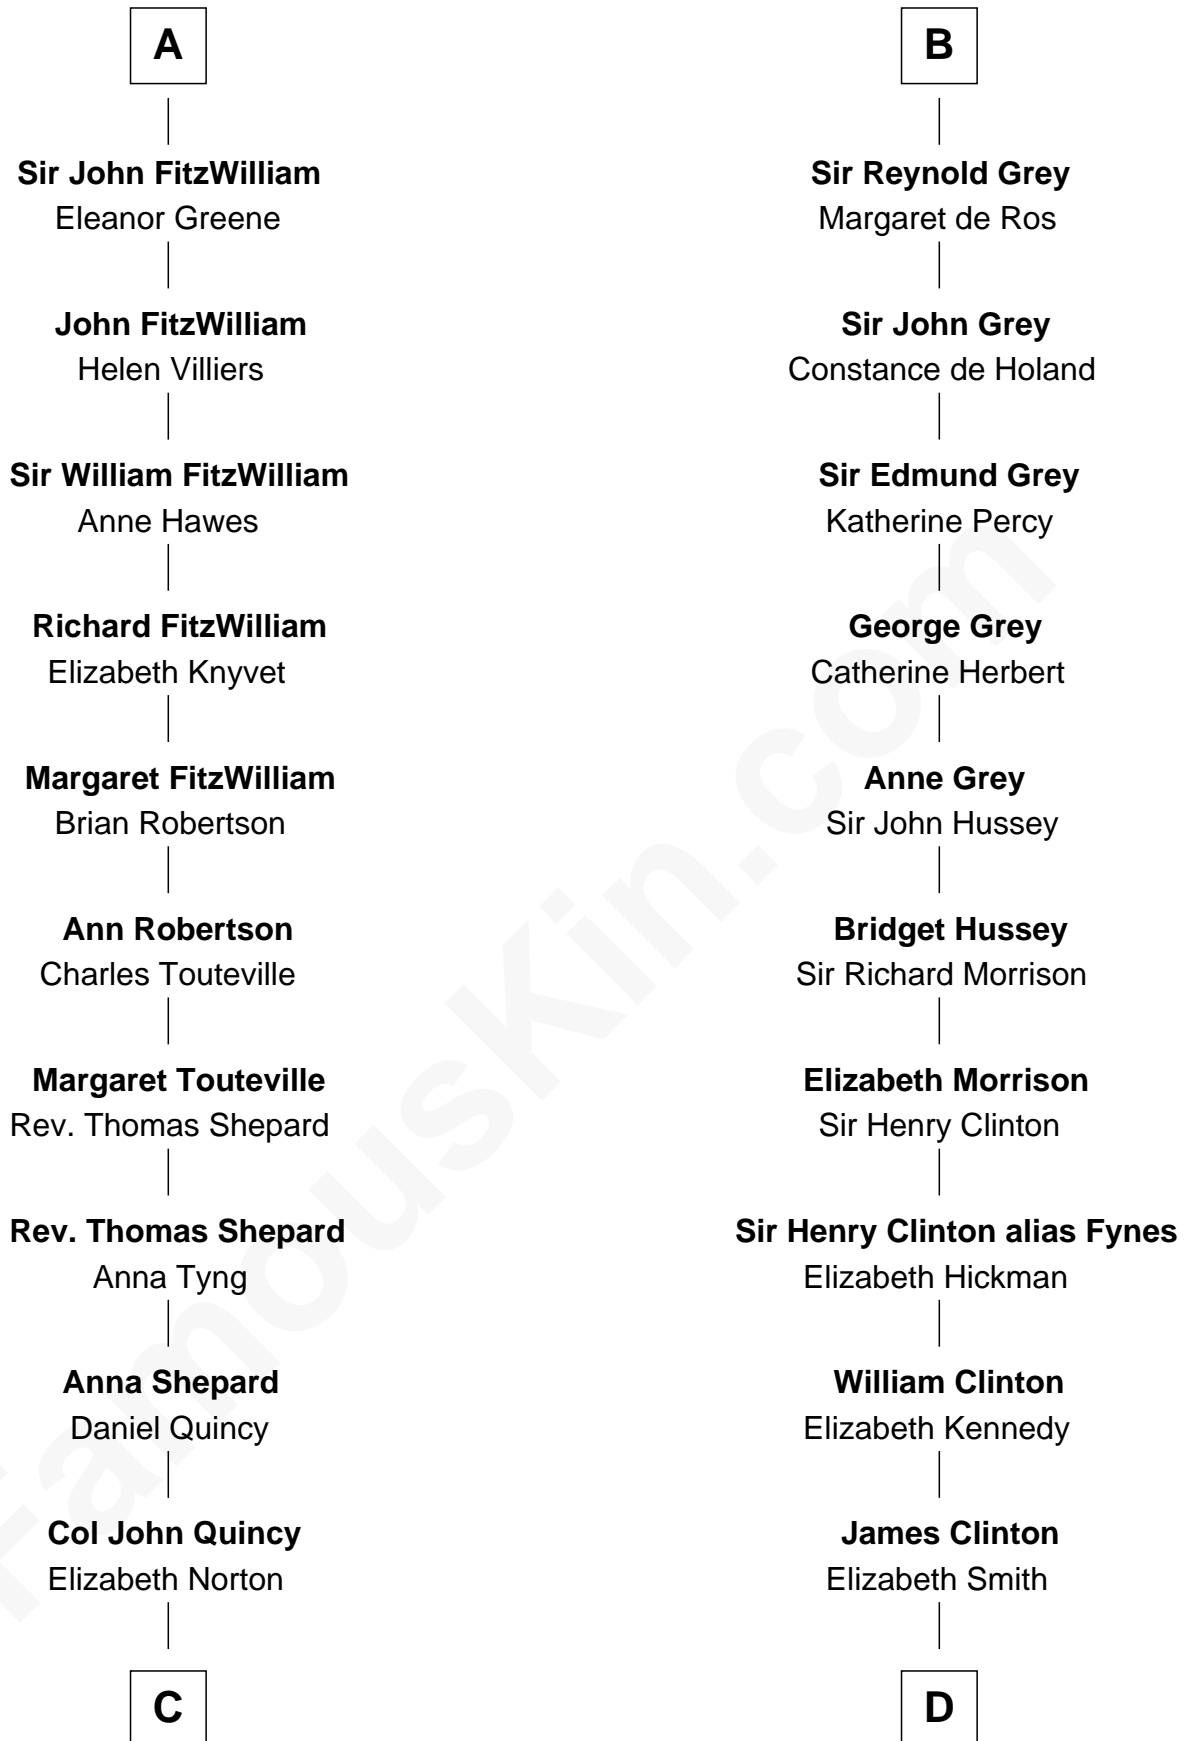 A
Sir John FitzWilliam
Eleanor Greene
John FitzWilliam
Helen Villiers
Sir William FitzWilliam
Anne Hawes
Richard FitzWilliam
Elizabeth Knyvet
Margaret FitzWilliam
Brian Robertson
Ann Robertson
Charles Touteville
Margaret Touteville
Rev. Thomas Shepard
Rev. Thomas Shepard
Anna Tyng
Anna Shepard
Daniel Quincy
Col John Quincy
Elizabeth Norton
C
B
Sir Reynold Grey
Margaret de Ros
Sir John Grey
Constance de Holand
Sir Edmund Grey
Katherine Percy
George Grey
Catherine Herbert
Anne Grey
Sir John Hussey
Bridget Hussey
Sir Richard Morrison
Elizabeth Morrison
Sir Henry Clinton
Sir Henry Clinton alias Fynes
Elizabeth Hickman
William Clinton
Elizabeth Kennedy
James Clinton
Elizabeth Smith
D
FamousKin.com